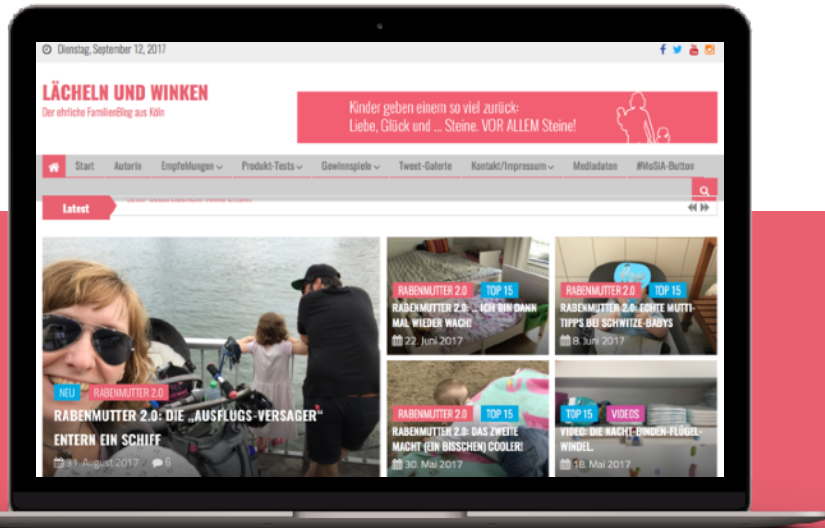 Dienstag, September 12, 2017
LÄCHELN UND WINKEN
Der ehrliche FamilienBlog aus Köln
Kinder geben einem so viel zurück:
Liebe, Glück und ... Steine. VOR ALLEM Steine!
Start Autorin Empfehlungen Produkt-Tests Gewinnspiele Tweet-Galerie Kontakt/Impressum Mediadaten #MoSiA-Button
Latest
NEU RABENMUTTER 2.0
RABENMUTTER 2.0: DIE „AUSFLUGS-VERSAGER“
ENTERN EIN SCHIFF
31. August 2017 6
RABENMUTTER 2.0 TOP 15
RABENMUTTER 2.0: ... ICH BIN DANN
MAL WIEDER WACH!
22. Juni 2017
RABENMUTTER 2.0 TOP 15
RABENMUTTER 2.0: ECHTE MUTTI-
TIPPS BEI SCHWITZE-BABYS
8. Juni 2017
RABENMUTTER 2.0 TOP 15
RABENMUTTER 2.0: DAS ZWEITE
MACHT (EIN BISSCHEN) COOLER!
30. Mai 2017
TOP 15 VIDEOS
VIDEO: DIE NACHT-BINDEN-FLÜGEL-
WINDEL.
18. Mai 2017